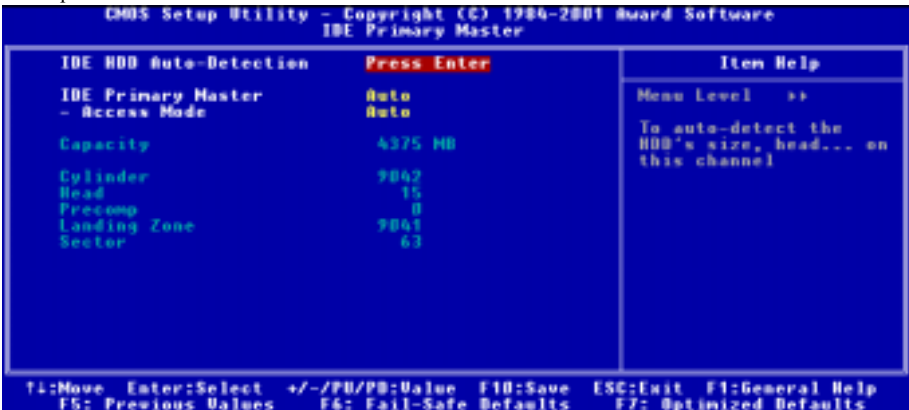 CMOS Setup Utility - Copyright (C) 1984-2001 Award Software
IDE Primary Master
IDE HDD Auto-Detection Press Enter
IDE Primary Master Auto
- Access Mode Auto
Capacity 4375 MB
Cylinder 9042
Head 15
Precomp 0
Landing Zone 9041
Sector 63
Item Help
Menu Level ►►
To auto-detect the
HDD's size, head... on
this channel
↑↓:Move Enter:Select +/-/PU/PD:Value F10:Save ESC:Exit F1:General Help
F5: Previous Values F6: Fail-Safe Defaults F7: Optimized Defaults